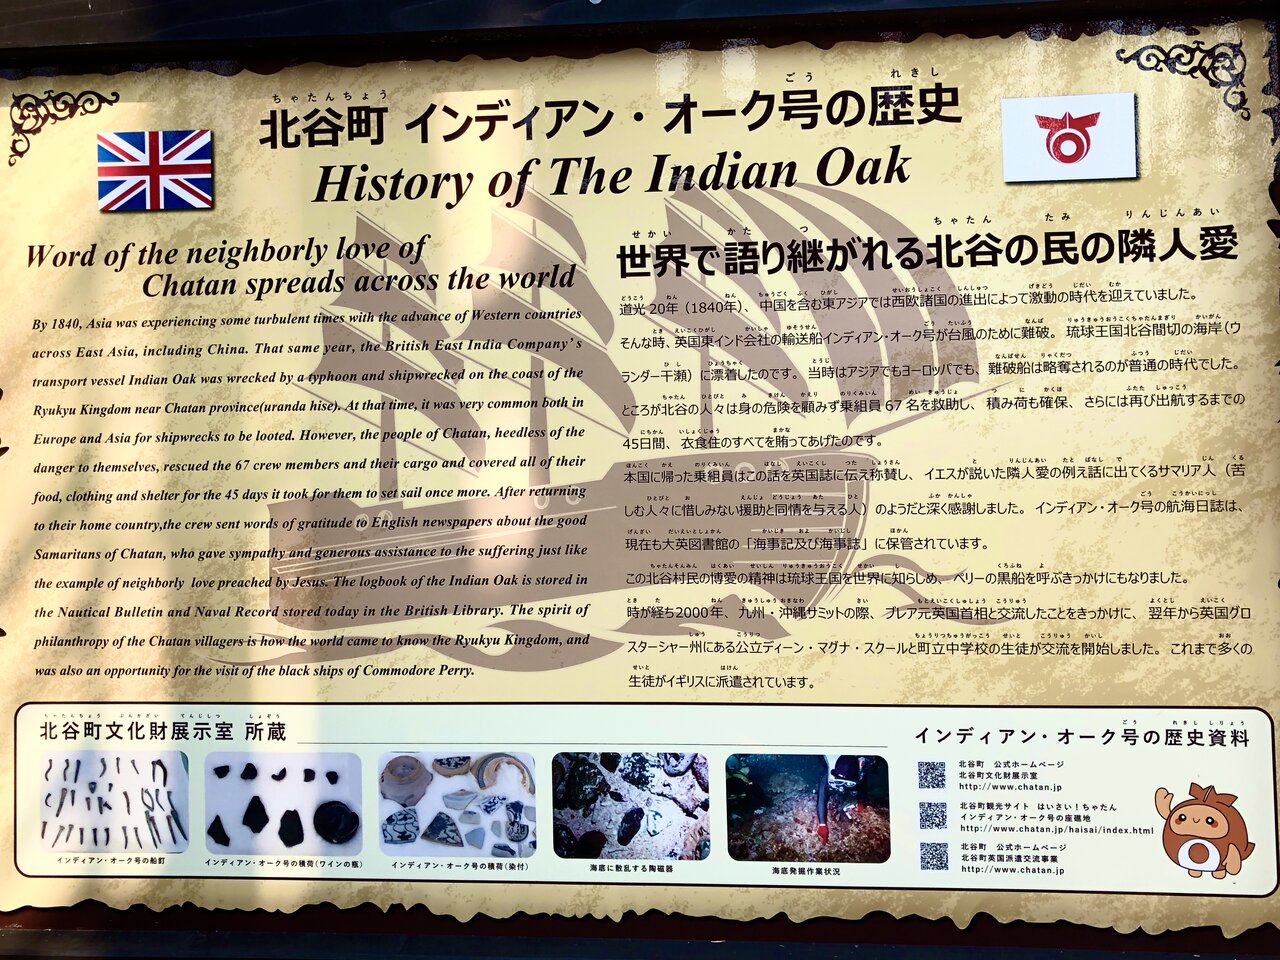 北谷町 インディアン・オーク号の歴史
History of The Indian Oak
Word of the neighborly love of
Chatan spreads across the world
By 1840, Asia was experiencing some turbulent times with the advance of Western countries
across East Asia, including China. That same year, the British East India Company's
transport vessel Indian Oak was wrecked by a typhoon and shipwrecked on the coast of the
Ryukyu Kingdom near Chatan province(uranda hise). At that time, it was very common both in
Europe and Asia for shipwrecks to be looted. However, the people of Chatan, heedless of the
danger to themselves, rescued the 67 crew members and their cargo and covered all of their
food, clothing and shelter for the 45 days it took for them to set sail once more. After returning
to their home country,the crew sent words of gratitude to English newspapers about the good
Samaritans of Chatan, who gave sympathy and generous assistance to the suffering just like
the example of neighborly love preached by Jesus. The logbook of the Indian Oak is stored in
the Nautical Bulletin and Naval Record stored today in the British Library. The spirit of
philanthropy of the Chatan villagers is how the world came to know the Ryukyu Kingdom, and
was also an opportunity for the visit of the black ships of Commodore Perry.
世界で語り継がれる北谷の民の隣人愛
道光20年（1840年）、中国を含む東アジアでは西欧諸国の進出によって激動の時代を迎えていました。
そんな時、英国東インド会社の輸送船インディアン・オーク号が台風のために難破。琉球王国北谷間切の海岸（ウ
ランダー干瀬）に漂着したのです。当時はアジアでもヨーロッパでも、難破船は略奪されるのが普通の時代でした。
ところが北谷の人々は身の危険を顧みず乗組員67名を救助し、積み荷も確保、さらには再び出航するまでの
45日間、衣食住のすべてを賄ってあげたのです。
本国に帰った乗組員はこの話を英国誌に伝え称賛し、イエスが説いた隣人愛の例え話に出てくるサマリア人（苦
しむ人々に惜しみない援助と同情を与える人）のようだと深く感謝しました。インディアン・オーク号の航海日誌は、
現在も大英図書館の「海事記及び海事誌」に保管されています。
この北谷村民の博愛の精神は琉球王国を世界に知らしめ、ペリーの黒船を呼ぶきっかけにもなりました。
時が経ち2000年、九州・沖縄サミットの際、ブレア元英国首相と交流したことをきっかけに、翌年から英国グロ
スターシャー州にある公立ディーン・マグナ・スクールと町立中学校の生徒が交流を開始しました。これまで多くの
生徒がイギリスに派遣されています。
北谷町文化財展示室 所蔵
インディアン・オーク号の船釘
インディアン・オーク号の積荷（ワインの瓶）
インディアン・オーク号の積荷（染付）
海底に散乱する陶磁器
海底発掘作業状況
インディアン・オーク号の歴史資料
北谷町 公式ホームページ
北谷町文化財展示室
http://www.chatan.jp
北谷町観光サイト はいさい！ちゃたん
インディアン・オーク号の座礁地
http://www.chatan.jp/haisai/index.html
北谷町 公式ホームページ
北谷町英国派遣交流事業
http://www.chatan.jp